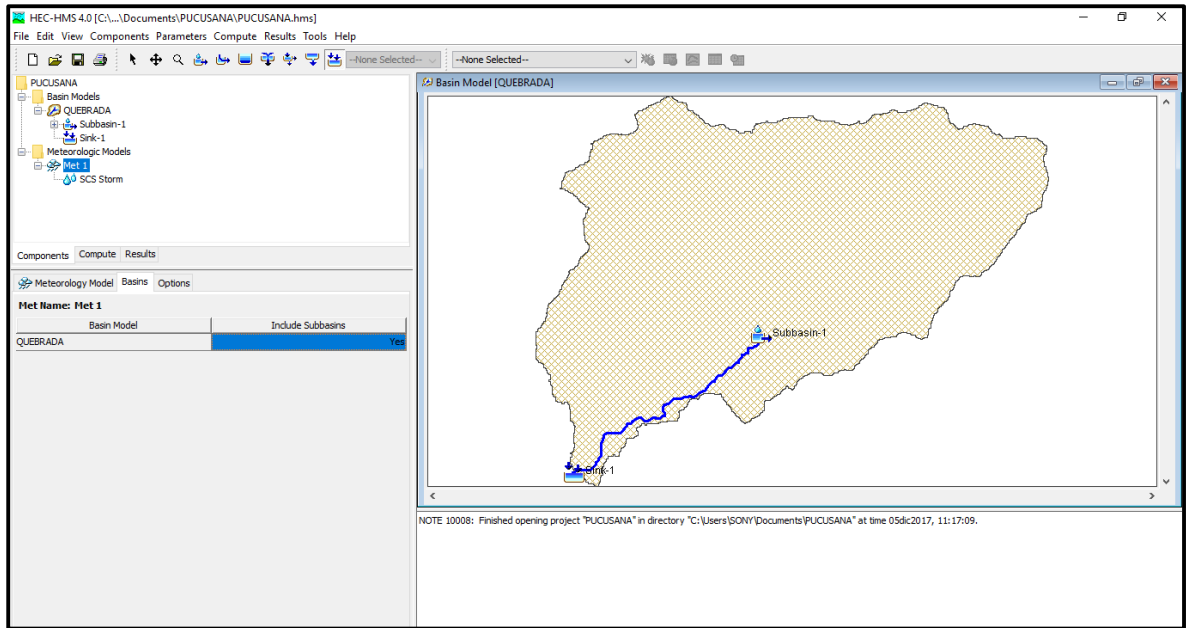 HEC-HMS 4.0 [C:\...\Documents\PUCUSANA\PUCUSANA.hms]
File Edit View Components Parameters Compute Results Tools Help
--None Selected-- --None Selected--
PUCUSANA
Basin Models
QUEBRADA
Subbasin-1
Sink-1
Meteorologic Models
Met 1
SCS Storm
Components Compute Results
Meteorology Model Basins Options
Met Name: Met 1
Basin Model Include Subbasins
QUEBRADA Yes
Basin Model [QUEBRADA]
Subbasin-1
Sink-1
NOTE 10008: Finished opening project "PUCUSANA" in directory "C:\Users\SONY\Documents\PUCUSANA" at time 05dic2017, 11:17:09.